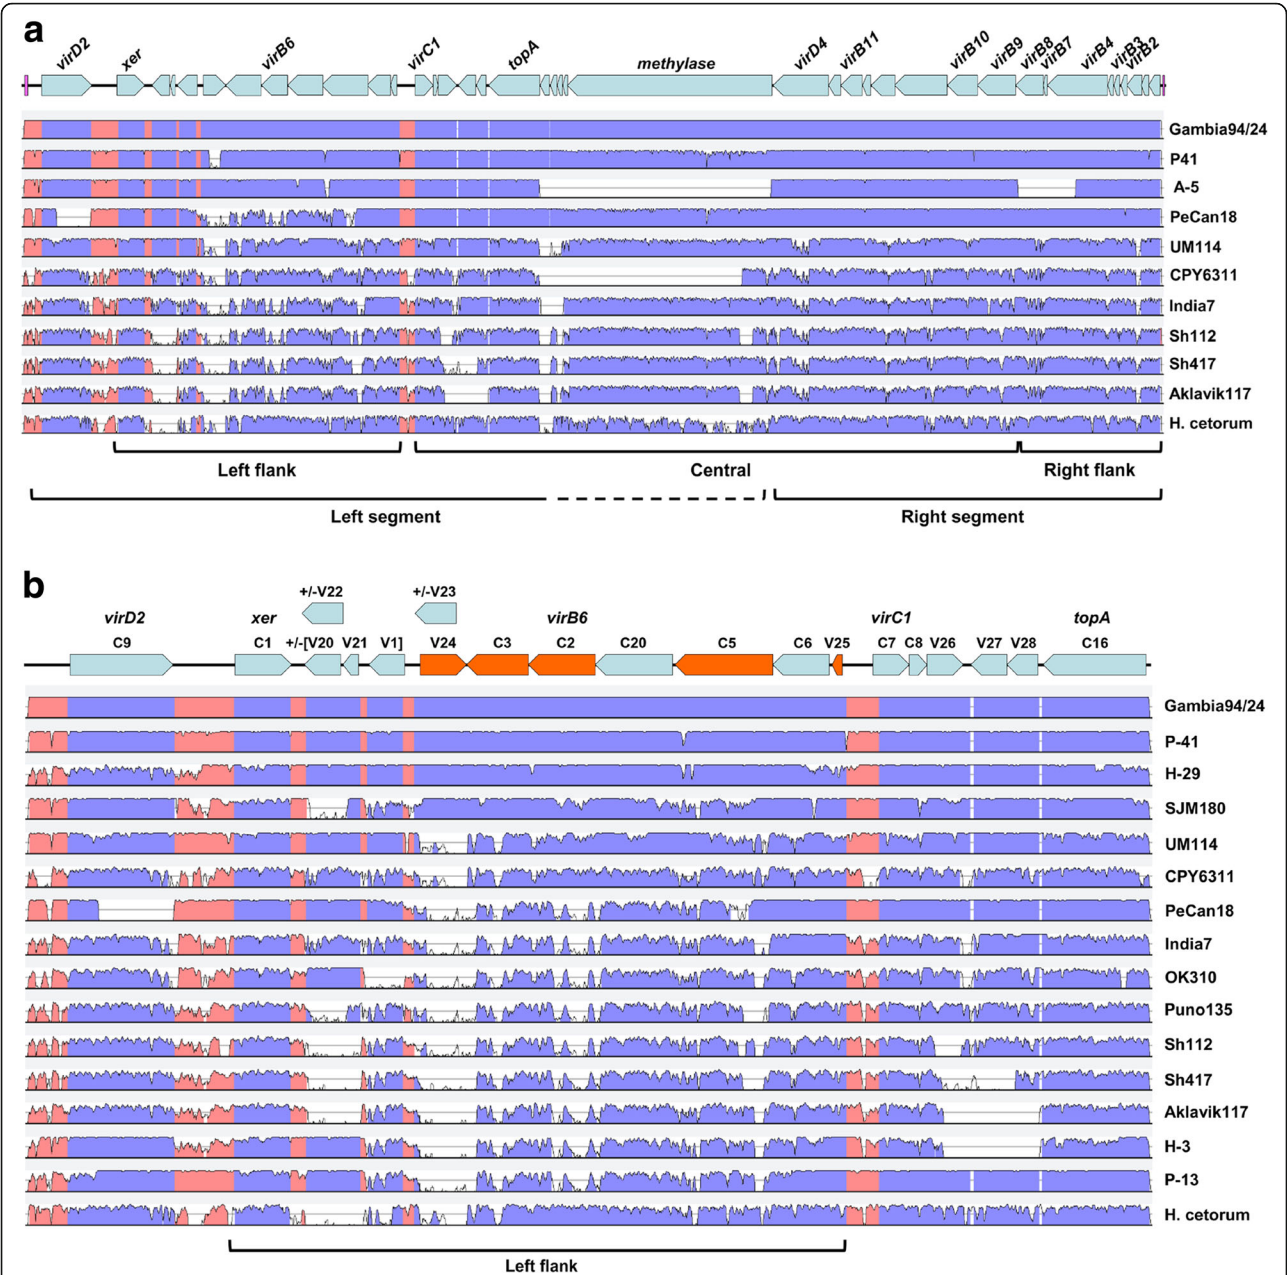 a
virD2 xer virB6 virC1 topA methylase virD4 virB11 virB10 virB9 virB8 virB7 virB4 virB3 virB2
Gambia94/24
P41
A-5
PeCan18
UM114
CPY6311
India7
Sh112
Sh417
Aklavik117
H. cetorum
Left flank Central Right flank
Left segment Right segment
b
+/-V22 +/-V23
virD2 xer virB6 virC1 topA
C9 C1 +/-[V20 V21 V1] V24 C3 C2 C20 C5 C6 V25 C7 C8 V26 V27 V28 C16
Gambia94/24
P-41
H-29
SJM180
UM114
CPY6311
PeCan18
India7
OK310
Puno135
Sh112
Sh417
Aklavik117
H-3
P-13
H. cetorum
Left flank